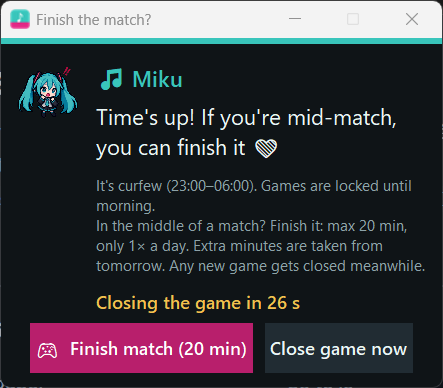 Finish the match?
Miku
Time's up! If you're mid-match,
you can finish it
It's curfew (23:00–06:00). Games are locked until
morning.
In the middle of a match? Finish it: max 20 min,
only 1× a day. Extra minutes are taken from
tomorrow. Any new game gets closed meanwhile.
Closing the game in 26 s
Finish match (20 min)
Close game now